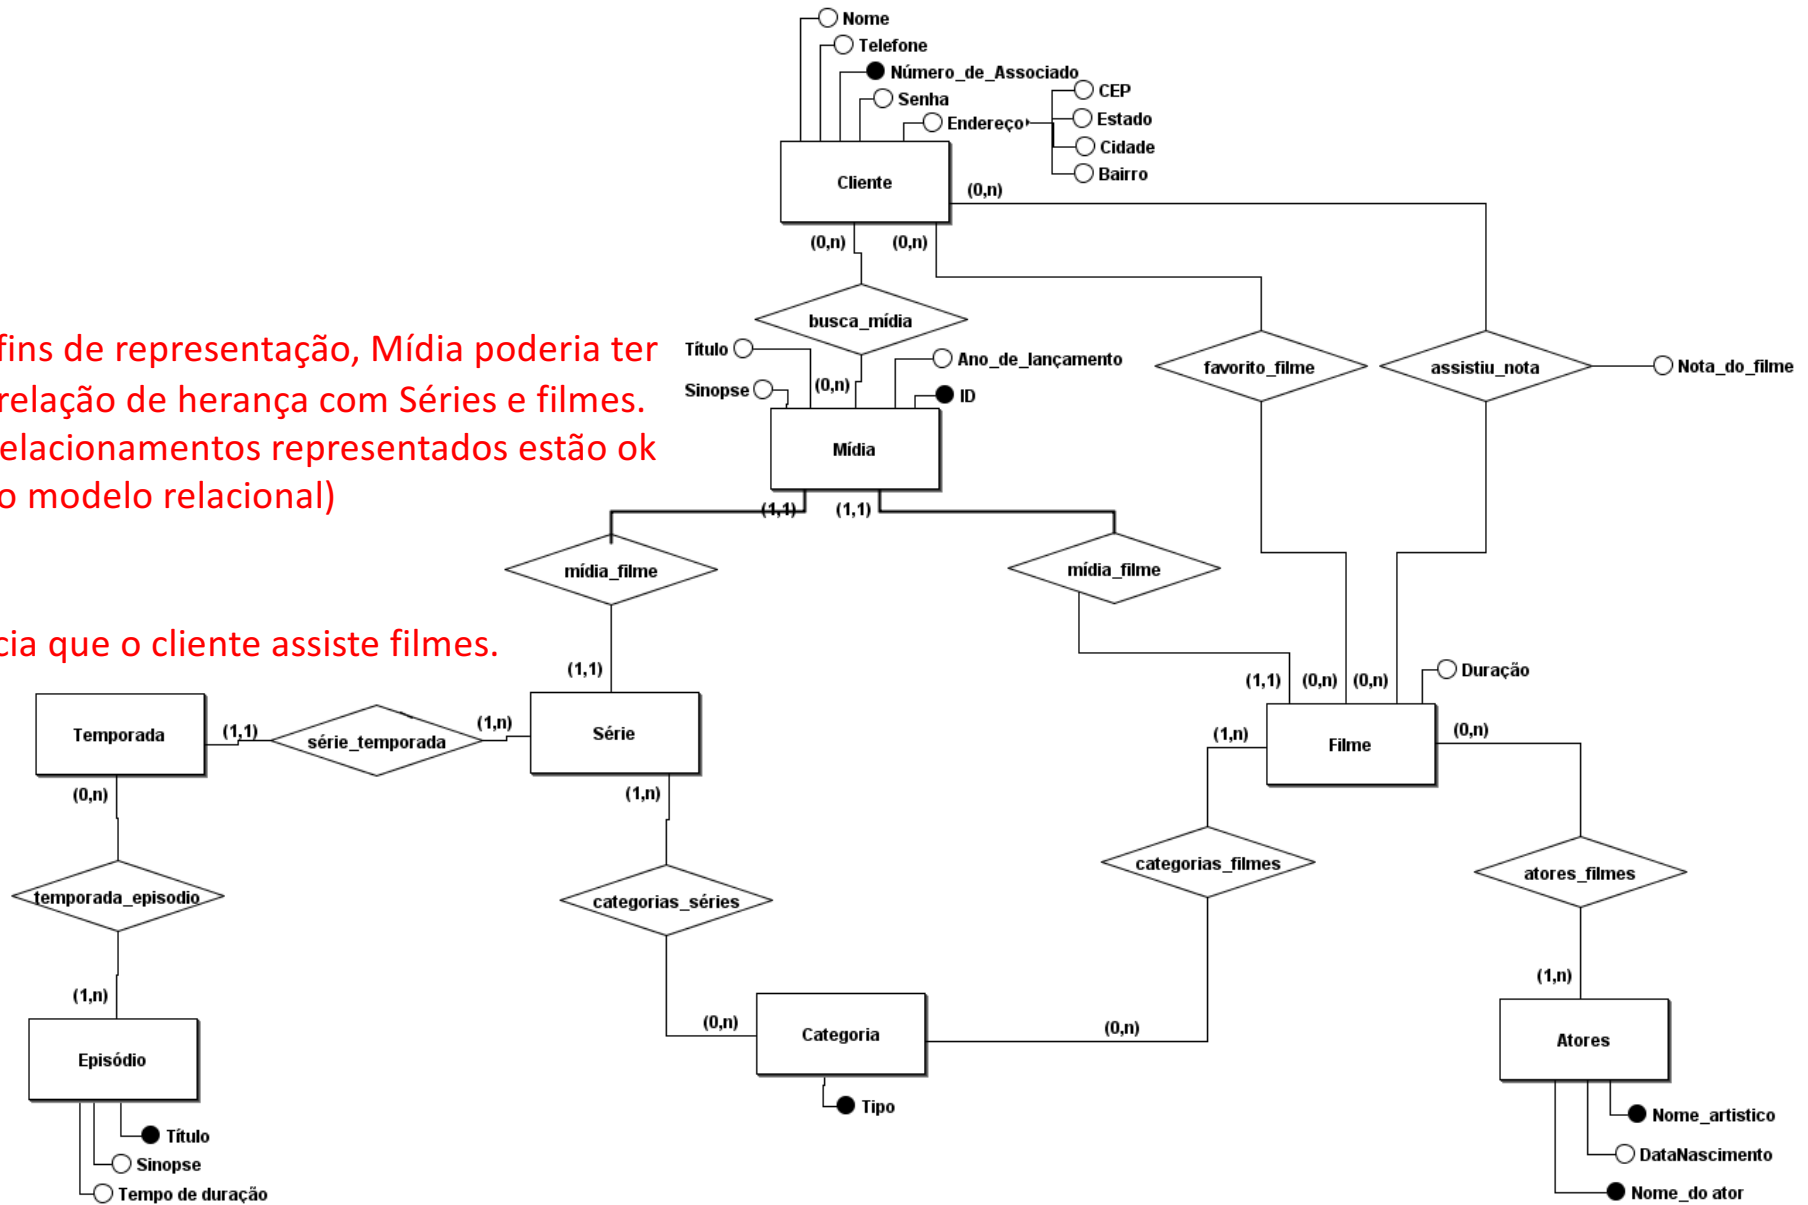 Nome
Telefone
Número_de_Associado
Senha
Endereço
CEP
Estado
Cidade
Bairro
Cliente
(0,n)
(0,n)
(0,n)
busca_mídia
favorito_filme
assistiu_nota
Nota_do_filme
fins de representação, Mídia poderia ter
relação de herança com Séries e filmes.
elacionamentos representados estão ok
o modelo relacional)
Título
Sinopse
(0,n)
Ano_de_lançamento
ID
Mídia
(1,1)
(1,1)
mídia_filme
mídia_filme
cia que o cliente assiste filmes.
(1,1)
(1,1)
(0,n)
(0,n)
Duração
Temporada
(1,1)
série_temporada
(1,n)
Série
(1,n)
Filme
(0,n)
(0,n)
(1,n)
temporada_episodio
categorias_séries
categorias_filmes
atores_filmes
(1,n)
(0,n)
(0,n)
(1,n)
Episódio
Categoria
Atores
Título
Sinopse
Tempo de duração
Tipo
Nome_artistico
DataNascimento
Nome_do ator